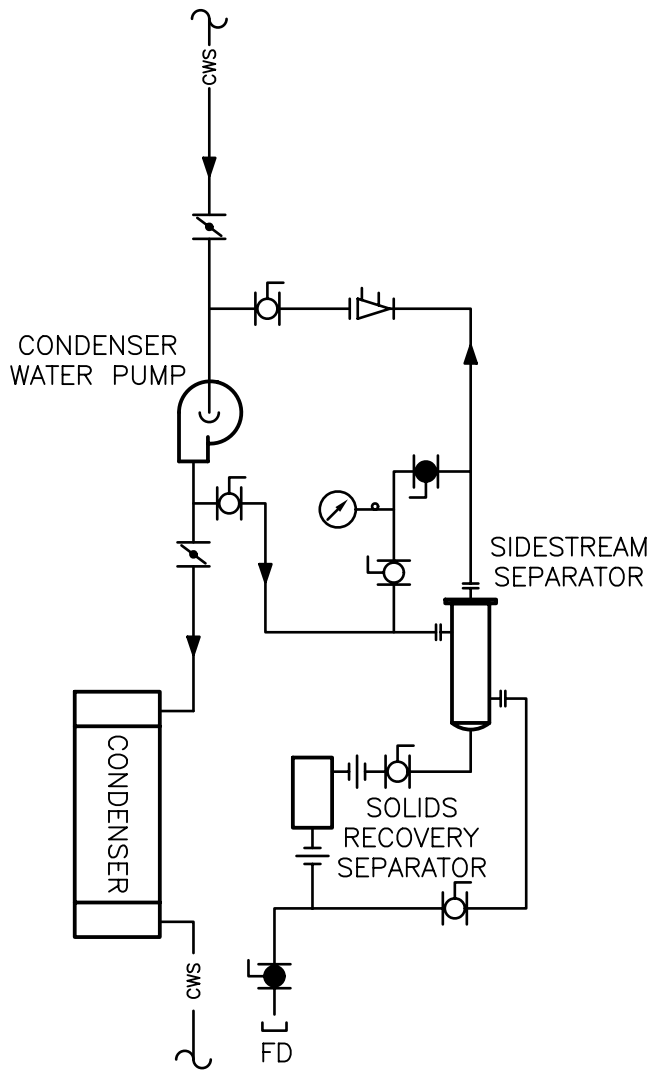 CWS
CONDENSER
WATER PUMP
SIDESTREAM
SEPARATOR
CONDENSER
SOLIDS
RECOVERY
SEPARATOR
CWS
FD